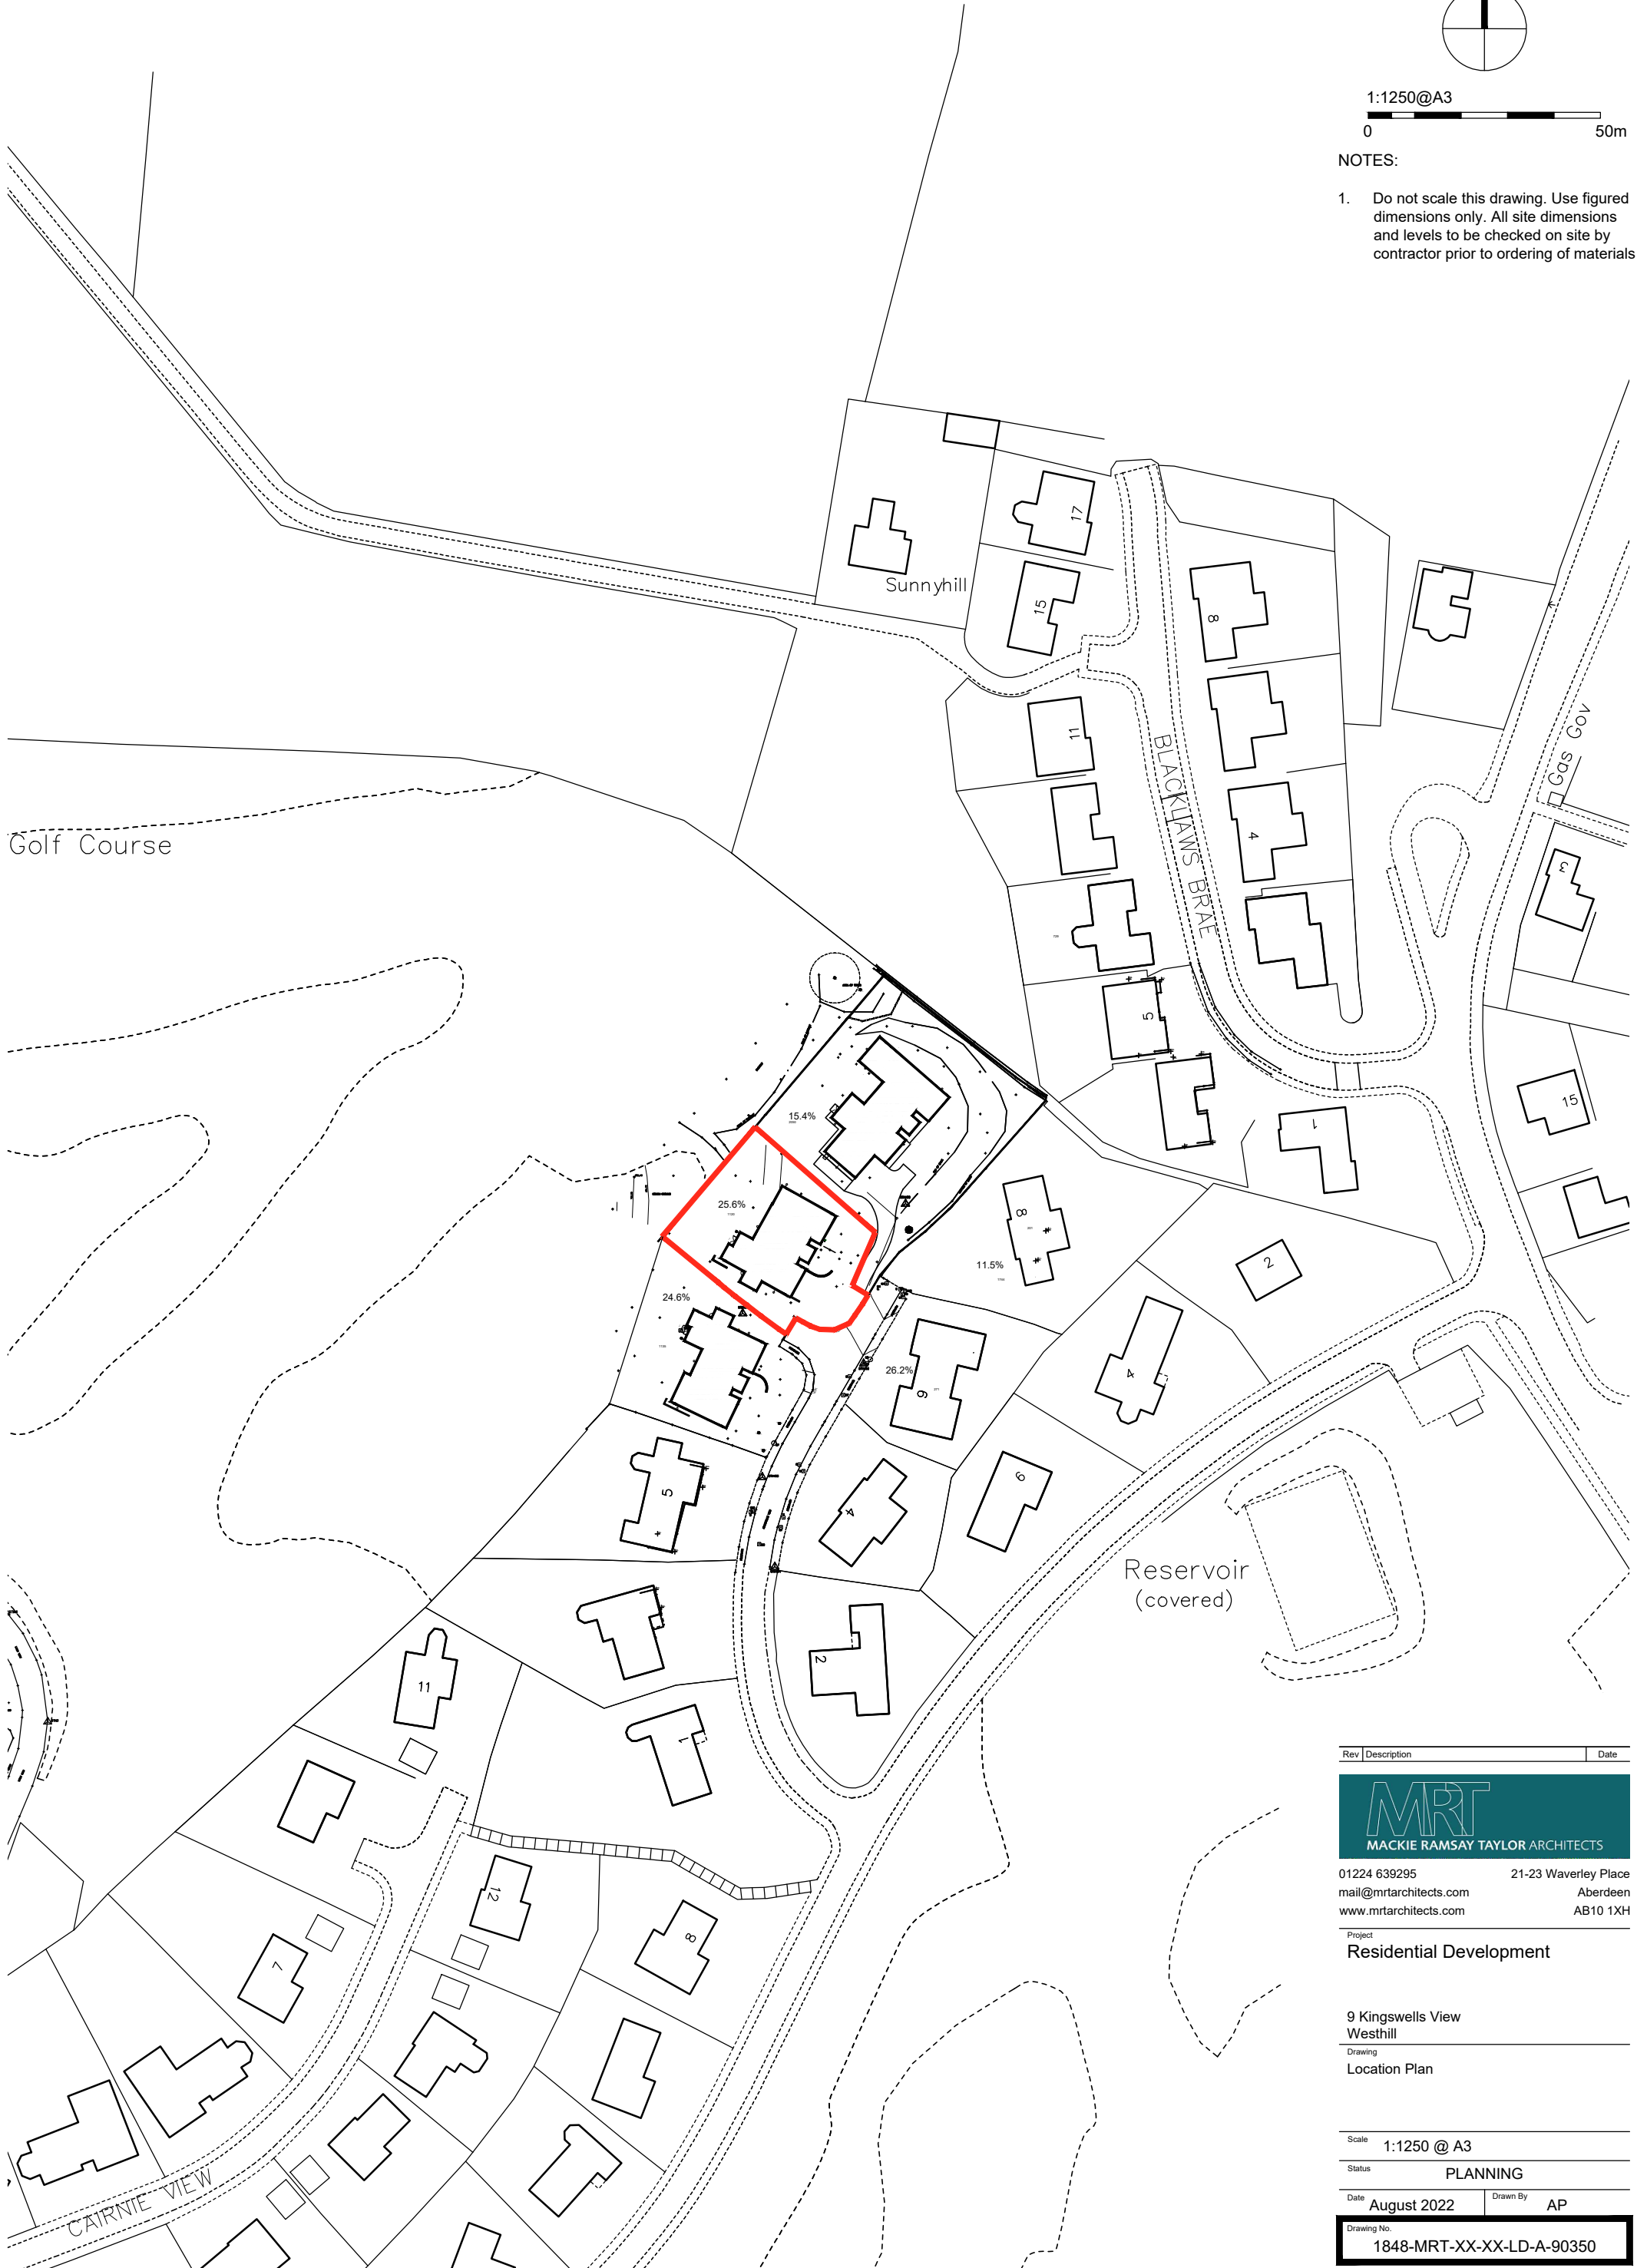 1:1250@A3
0 50m
NOTES:
1. Do not scale this drawing. Use figured
dimensions only. All site dimensions
and levels to be checked on site by
contractor prior to ordering of materials
17
Sunnyhill
15
8
11
Gas Gov
BLACKLAWS BRAE
4
Golf Course
3
5
15
15.4%
1
25.6%
8
11.5%
2
24.6%
4
26.2%
9
6
5
4
Reservoir
(covered)
2
11
1
12
8
7
CAIRNIE VIEW
Rev Description Date
MRT
MACKIE RAMSAY TAYLOR ARCHITECTS
01224 639295 21-23 Waverley Place
mail@mrtarchitects.com Aberdeen
www.mrtarchitects.com AB10 1XH
Project
Residential Development
9 Kingswells View
Westhill
Drawing
Location Plan
Scale 1:1250 @ A3
Status PLANNING
Date August 2022 Drawn By AP
Drawing No.
1848-MRT-XX-XX-LD-A-90350